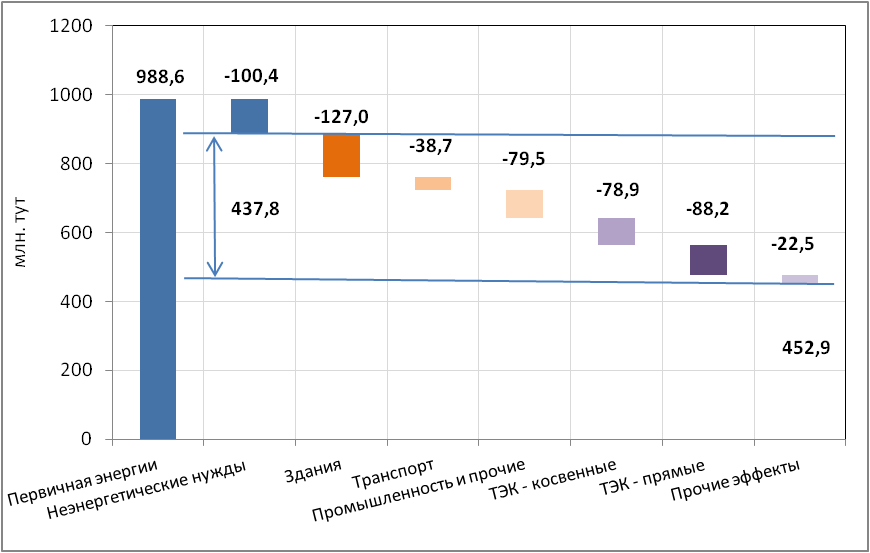 1200
1000
800
600
400
200
0
млн. тут
988,6
-100,4
-127,0
-38,7
-79,5
-78,9
-88,2
-22,5
437,8
452,9
Первичная энергии
Неэнергетические нужды
Здания
Транспорт
Промышленность и прочие
ТЭК - косвенные
ТЭК - прямые
Прочие эффекты